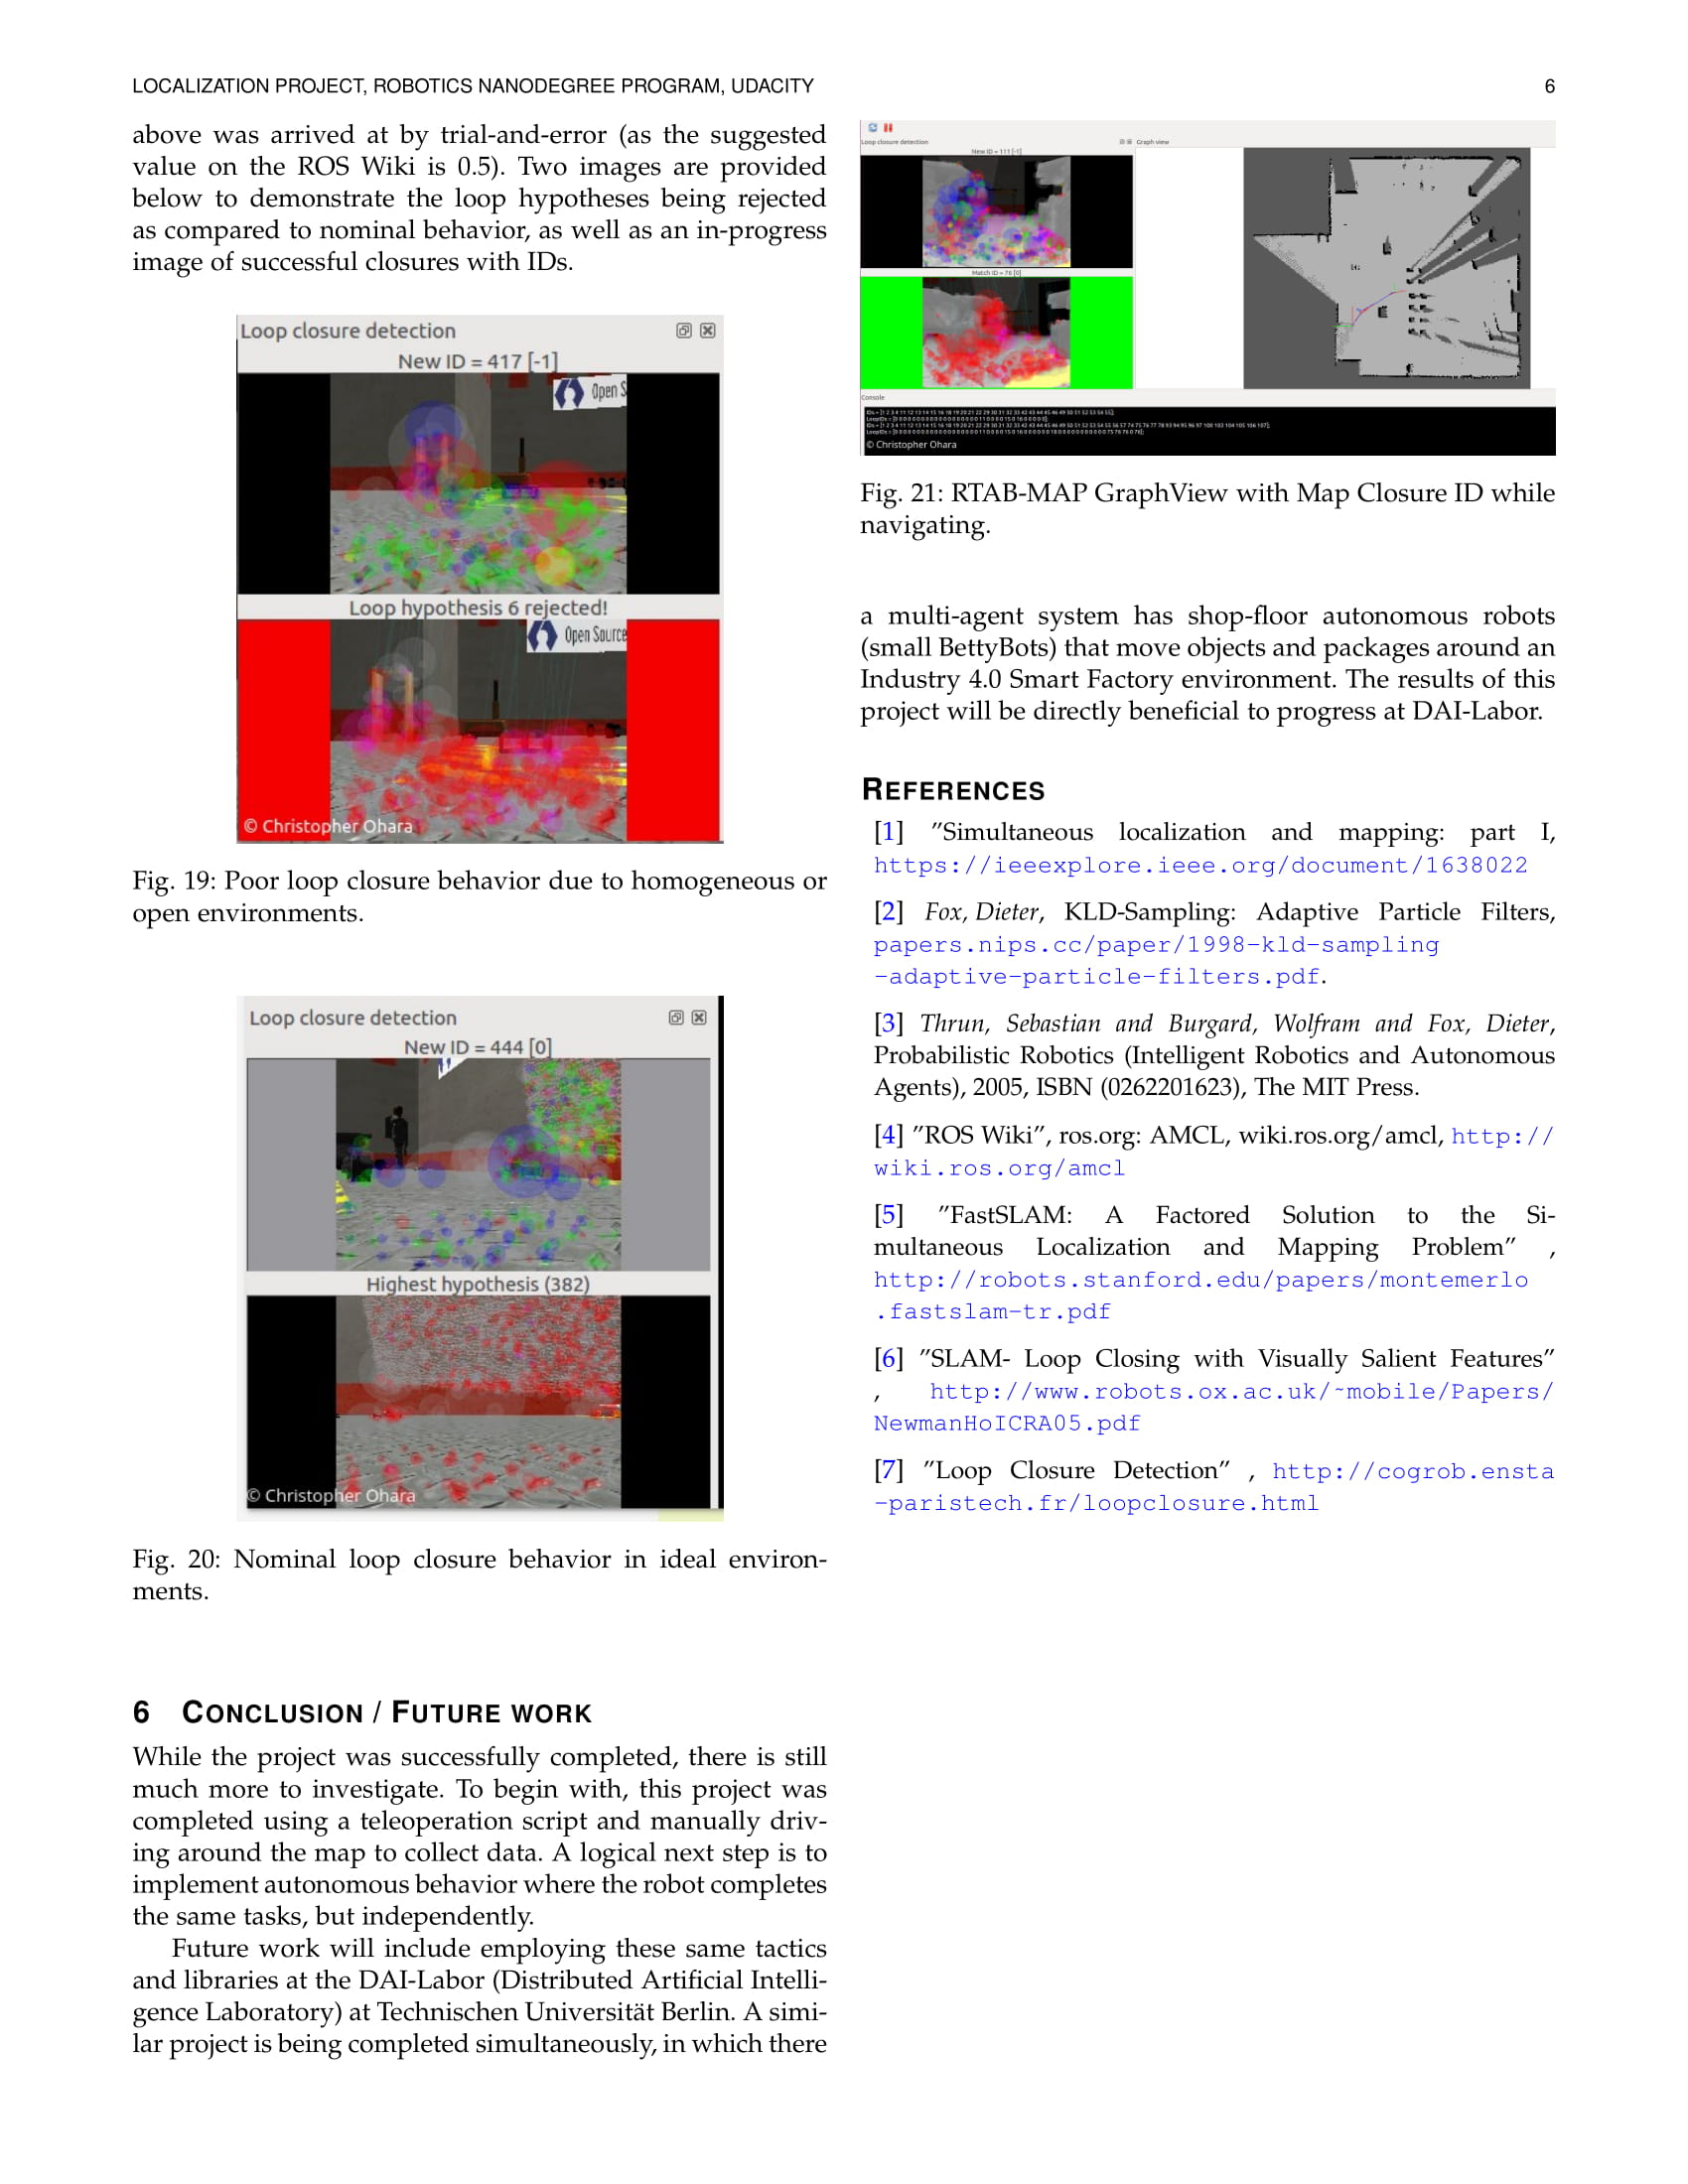 LOCALIZATION PROJECT, ROBOTICS NANODEGREE PROGRAM, UDACITY
6
above was arrived at by trial-and-error (as the suggested
value on the ROS Wiki is 0.5). Two images are provided
below to demonstrate the loop hypotheses being rejected
as compared to nominal behavior, as well as an in-progress
image of successful closures with IDs.
Loop closure detection
New ID = 417 [-1]
Open S
Loop hypothesis 6 rejected!
Open Source
© Christopher Ohara
Fig. 19: Poor loop closure behavior due to homogeneous or
open environments.
Loop closure detection
New ID = 444 [0]
Highest hypothesis (382)
© Christopher Ohara
Fig. 20: Nominal loop closure behavior in ideal environ-
ments.
6 CONCLUSION / FUTURE WORK
While the project was successfully completed, there is still
much more to investigate. To begin with, this project was
completed using a teleoperation script and manually driv-
ing around the map to collect data. A logical next step is to
implement autonomous behavior where the robot completes
the same tasks, but independently.
Future work will include employing these same tactics
and libraries at the DAI-Labor (Distributed Artificial Intelli-
gence Laboratory) at Technischen Universität Berlin. A simi-
lar project is being completed simultaneously, in which there
Loop closure detection
Graph view
New ID = 111 [-1]
Match ID = 76 [0]
Console
© Christopher Ohara
Fig. 21: RTAB-MAP GraphView with Map Closure ID while
navigating.
a multi-agent system has shop-floor autonomous robots
(small BettyBots) that move objects and packages around an
Industry 4.0 Smart Factory environment. The results of this
project will be directly beneficial to progress at DAI-Labor.
REFERENCES
[1] ”Simultaneous localization and mapping: part I,
https://ieeexplore.ieee.org/document/1638022
[2] Fox, Dieter, KLD-Sampling: Adaptive Particle Filters,
papers.nips.cc/paper/1998-kld-sampling
-adaptive-particle-filters.pdf.
[3] Thrun, Sebastian and Burgard, Wolfram and Fox, Dieter,
Probabilistic Robotics (Intelligent Robotics and Autonomous
Agents), 2005, ISBN (0262201623), The MIT Press.
[4] ”ROS Wiki”, ros.org: AMCL, wiki.ros.org/amcl, http://
wiki.ros.org/amcl
[5] ”FastSLAM: A Factored Solution to the Si-
multaneous Localization and Mapping Problem” ,
http://robots.stanford.edu/papers/montemerlo
.fastslam-tr.pdf
[6] ”SLAM- Loop Closing with Visually Salient Features”
, http://www.robots.ox.ac.uk/~mobile/Papers/
NewmanHoICRA05.pdf
[7] ”Loop Closure Detection” , http://cogrob.ensta
-paristech.fr/loopclosure.html